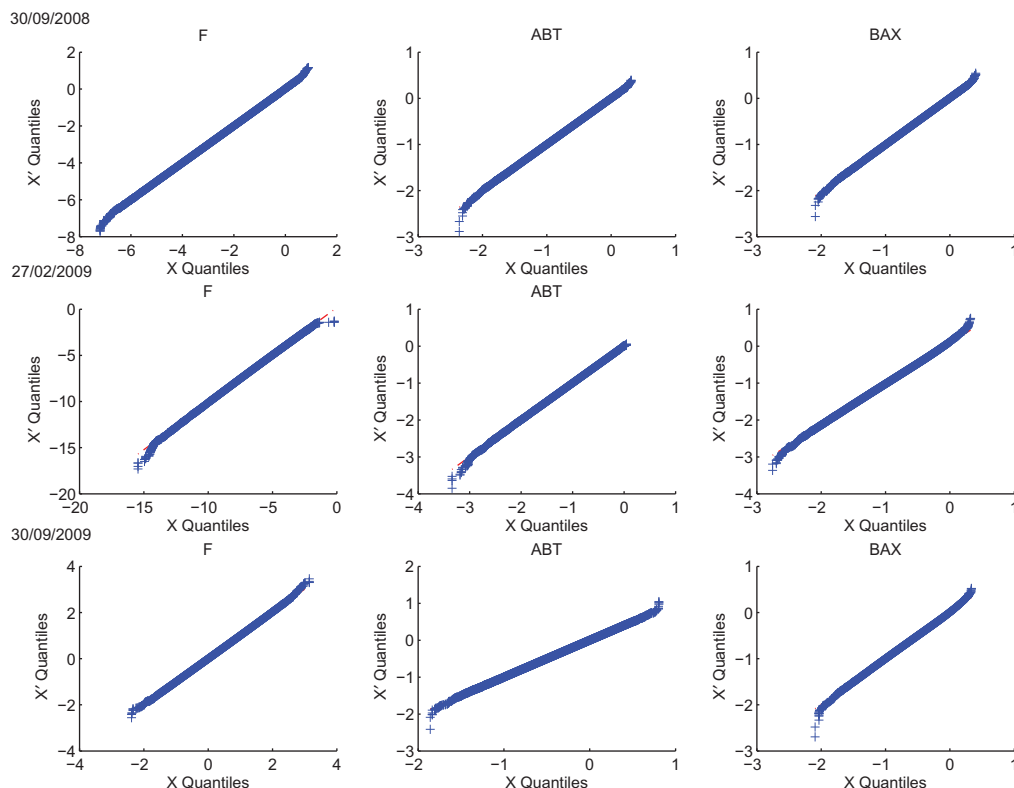 30/09/2008
F ABT BAX
X′ Quantiles
2
0
−2
−4
−6
−8
−8 −6 −4 −2 0 2
X Quantiles
X′ Quantiles
1
0
−1
−2
−3
−3 −2 −1 0 1
X Quantiles
X′ Quantiles
1
0
−1
−2
−3
−3 −2 −1 0 1
X Quantiles
27/02/2009
F ABT BAX
X′ Quantiles
0
−5
−10
−15
−20
−20 −15 −10 −5 0
X Quantiles
X′ Quantiles
1
0
−1
−2
−3
−4
−4 −3 −2 −1 0 1
X Quantiles
X′ Quantiles
1
0
−1
−2
−3
−4
−3 −2 −1 0 1
X Quantiles
30/09/2009
F ABT BAX
X′ Quantiles
4
2
0
−2
−4
−4 −2 0 2 4
X Quantiles
X′ Quantiles
2
1
0
−1
−2
−3
−2 −1 0 1
X Quantiles
X′ Quantiles
1
0
−1
−2
−3
−3 −2 −1 0 1
X Quantiles